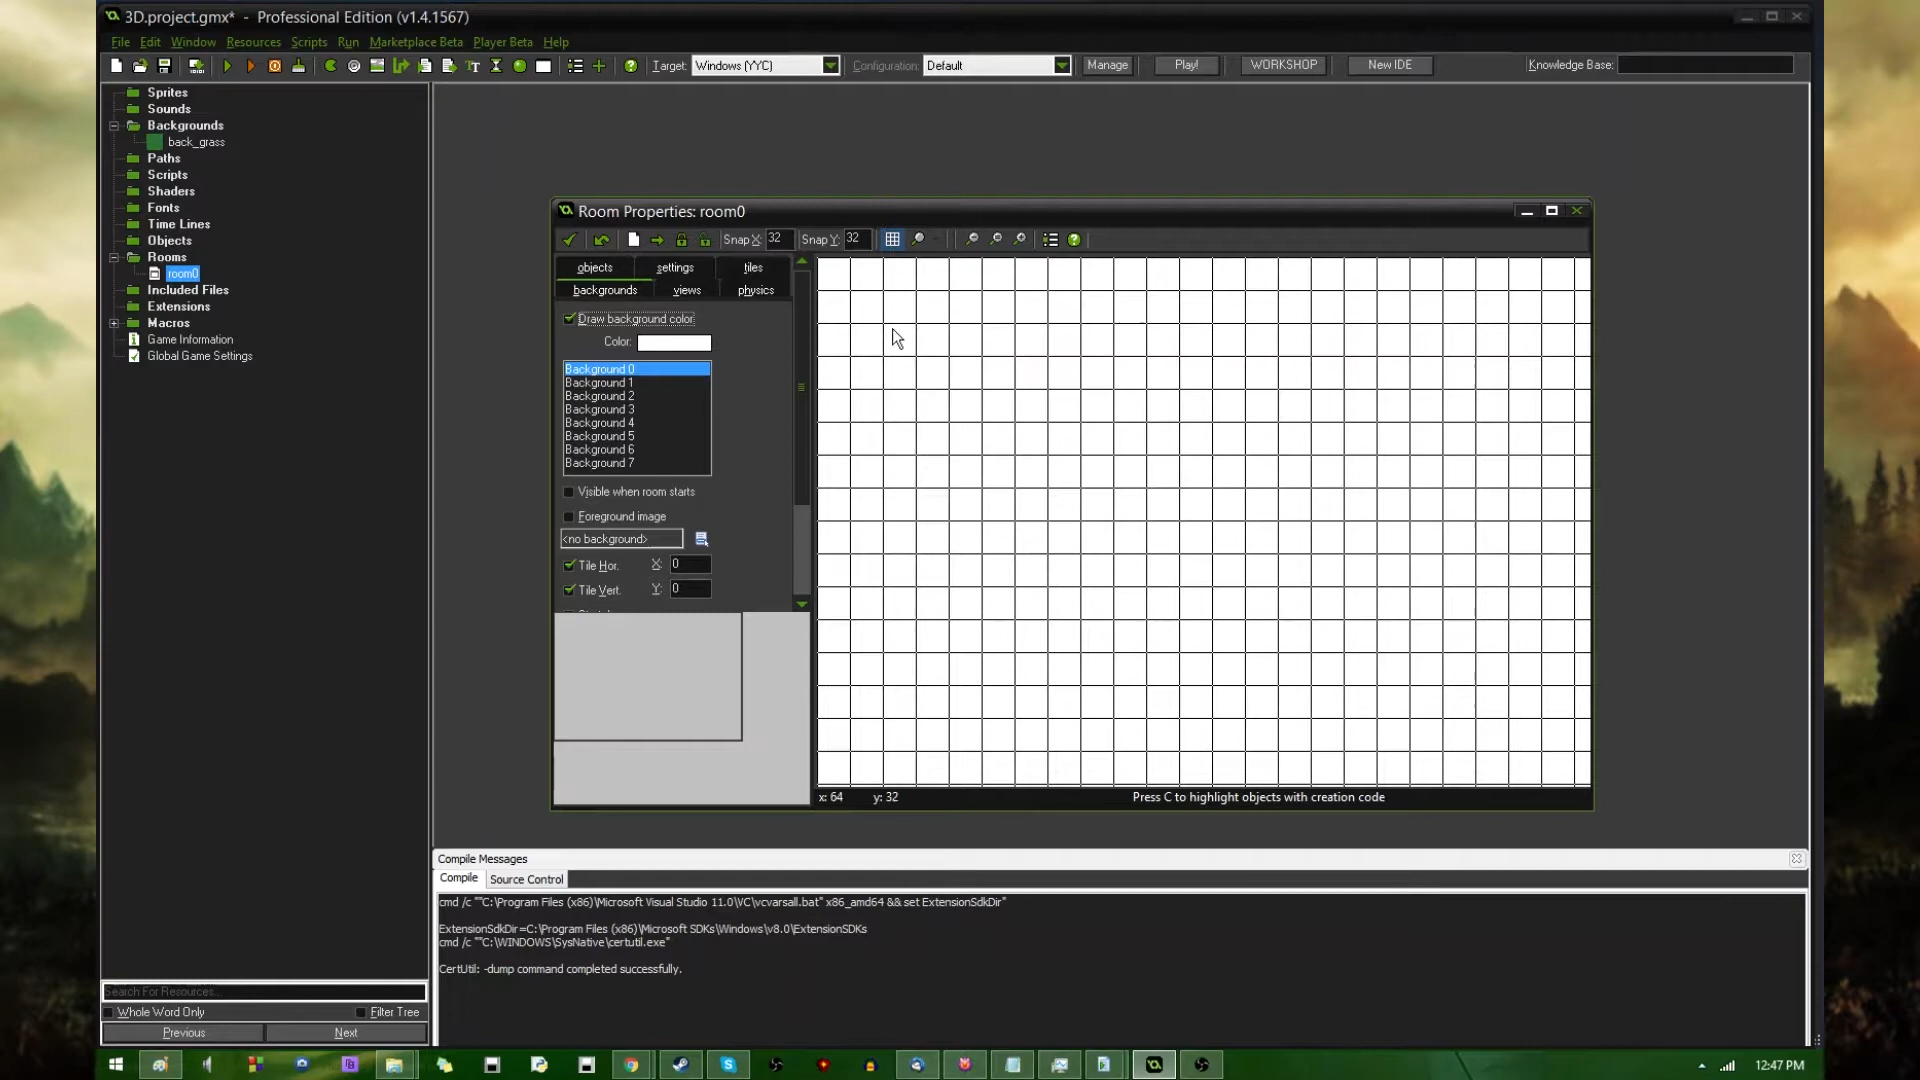 3D.project.gmx* - Professional Edition (v1.4.1567)
File Edit Window Resources Scripts Run Marketplace Beta Player Beta Help
Target: Windows (YYC) Configuration: Default Manage Play! WORKSHOP New IDE Knowledge Base:
Sprites
Sounds
Backgrounds
back_grass
Paths
Scripts
Shaders
Fonts
Time Lines
Objects
Rooms
room0
Included Files
Extensions
Macros
Game Information
Global Game Settings
Room Properties: room0
Snap X: 32 Snap Y: 32
objects settings tiles
backgrounds views physics
Draw background color
Color:
Background 0
Background 1
Background 2
Background 3
Background 4
Background 5
Background 6
Background 7
Visible when room starts
Foreground image
<no background>
Tile Hor. X: 0
Tile Vert. Y: 0
x: 64 y: 32 Press C to highlight objects with creation code
Compile Messages
Compile Source Control
cmd /c ""C:\Program Files (x86)\Microsoft Visual Studio 11.0\VC\vcvarsall.bat" x86_amd64 && set ExtensionSdkDir"
ExtensionSdkDir=C:\Program Files (x86)\Microsoft SDKs\Windows\v8.0\ExtensionSDKs
cmd /c ""C:\WINDOWS\SysNative\certutil.exe"
CertUtil: -dump command completed successfully.
Search For Resources...
Whole Word Only Filter Tree
Previous Next
12:47 PM